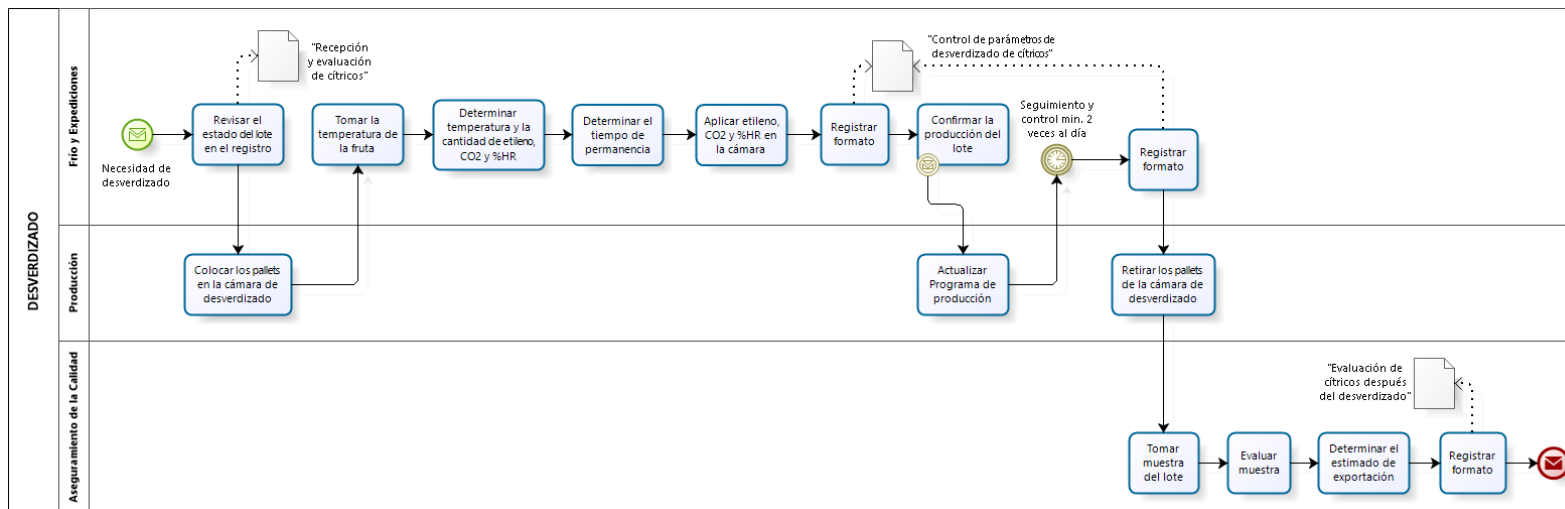 DESVERDIZADO
Frío y Expediciones
Necesidad de
desverdizado
Revisar el
estado del lote
en el registro
"Recepción
y evaluación
de cítricos"
Tomar la
temperatura de
la fruta
Determinar
temperatura y la
cantidad de etileno,
CO2 y %HR
Determinar el
tiempo de
permanencia
Aplicar etileno,
CO2 y %HR en
la cámara
Registrar
formato
"Control de parámetros de
desverdizado de cítricos"
Confirmar la
producción del
lote
Seguimiento y
control min. 2
veces al día
Registrar
formato
Producción
Colocar los pallets
en la cámara de
desverdizado
Actualizar
Programa de
producción
Retirar los pallets
de la cámara de
desverdizado
Aseguramiento de la Calidad
Tomar
muestra
del lote
Evaluar
muestra
Determinar el
estimado de
exportación
"Evaluación de
cítricos después
del desverdizado"
Registrar
formato